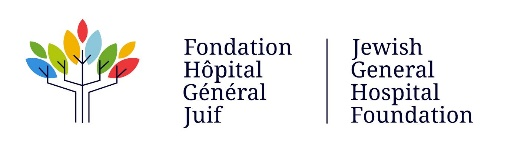 Fondation
Hôpital
Général
Juif
Jewish
General
Hospital
Foundation